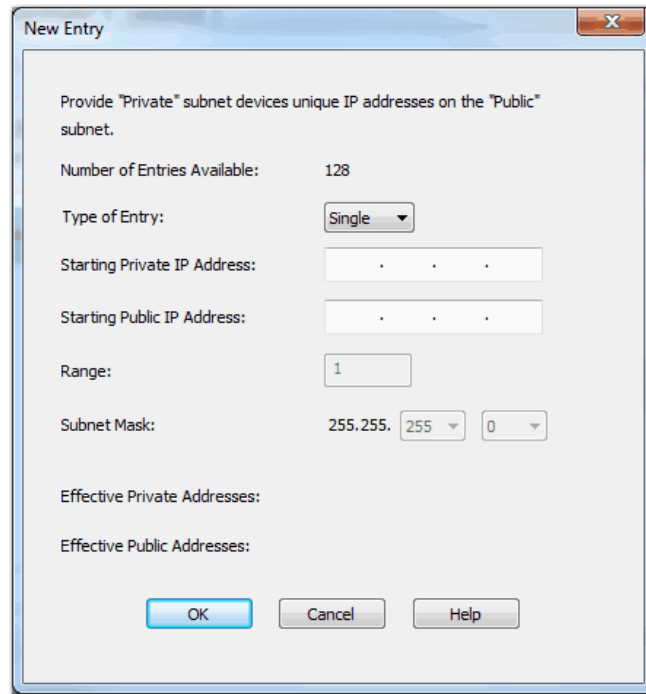 New Entry
Provide "Private" subnet devices unique IP addresses on the "Public"
subnet.
Number of Entries Available: 128
Type of Entry: Single
Starting Private IP Address: . . .
Starting Public IP Address: . . .
Range: 1
Subnet Mask: 255.255. 255 0
Effective Private Addresses:
Effective Public Addresses:
OK Cancel Help